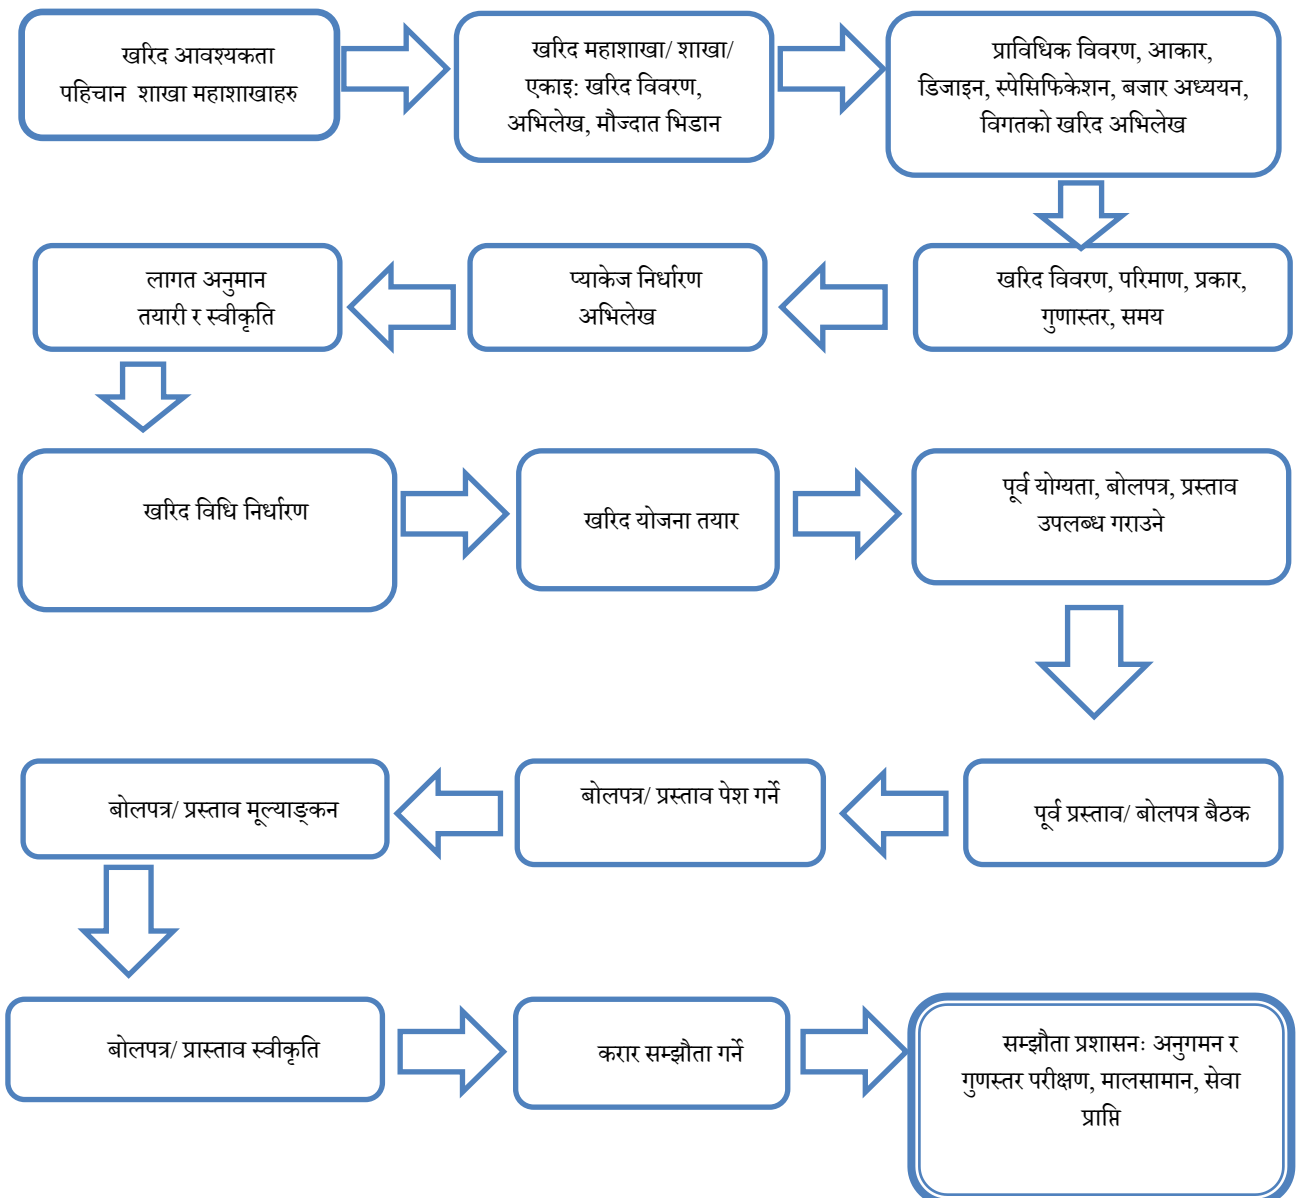 खरिद आवश्यकता
पहिचान शाखा महाशाखाहरु
खरिद महाशाखा/ शाखा/
एकाइ: खरिद विवरण,
अभिलेख, मौज्दात भिडान
प्राविधिक विवरण, आकार,
डिजाइन, स्पेसिफिकेशन, बजार अध्ययन,
विगतको खरिद अभिलेख
खरिद विवरण, परिमाण, प्रकार,
गुणास्तर, समय
प्याकेज निर्धारण
अभिलेख
लागत अनुमान
तयारी र स्वीकृति
खरिद विधि निर्धारण
खरिद योजना तयार
पूर्व योग्यता, बोलपत्र, प्रस्ताव
उपलब्ध गराउने
पूर्व प्रस्ताव/ बोलपत्र बैठक
बोलपत्र/ प्रस्ताव पेश गर्ने
बोलपत्र/ प्रस्ताव मूल्याङ्कन
बोलपत्र/ प्रास्ताव स्वीकृति
करार सम्झौता गर्ने
सम्झौता प्रशासनः अनुगमन र
गुणस्तर परीक्षण, मालसामान, सेवा
प्राप्ति